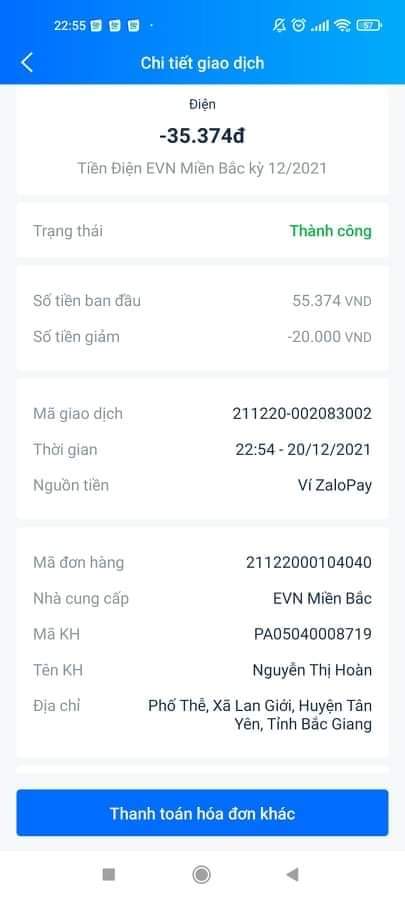 22:55
57
Chi tiết giao dịch
Điện
-35.374đ
Tiền Điện EVN Miền Bắc kỳ 12/2021
Trạng thái Thành công
Số tiền ban đầu 55.374 VND
Số tiền giảm -20.000 VND
Mã giao dịch 211220-002083002
Thời gian 22:54 - 20/12/2021
Nguồn tiền Ví ZaloPay
Mã đơn hàng 21122000104040
Nhà cung cấp EVN Miền Bắc
Mã KH PA05040008719
Tên KH Nguyễn Thị Hoàn
Địa chỉ Phố Thễ, Xã Lan Giới, Huyện Tân
Yên, Tỉnh Bắc Giang
Thanh toán hóa đơn khác